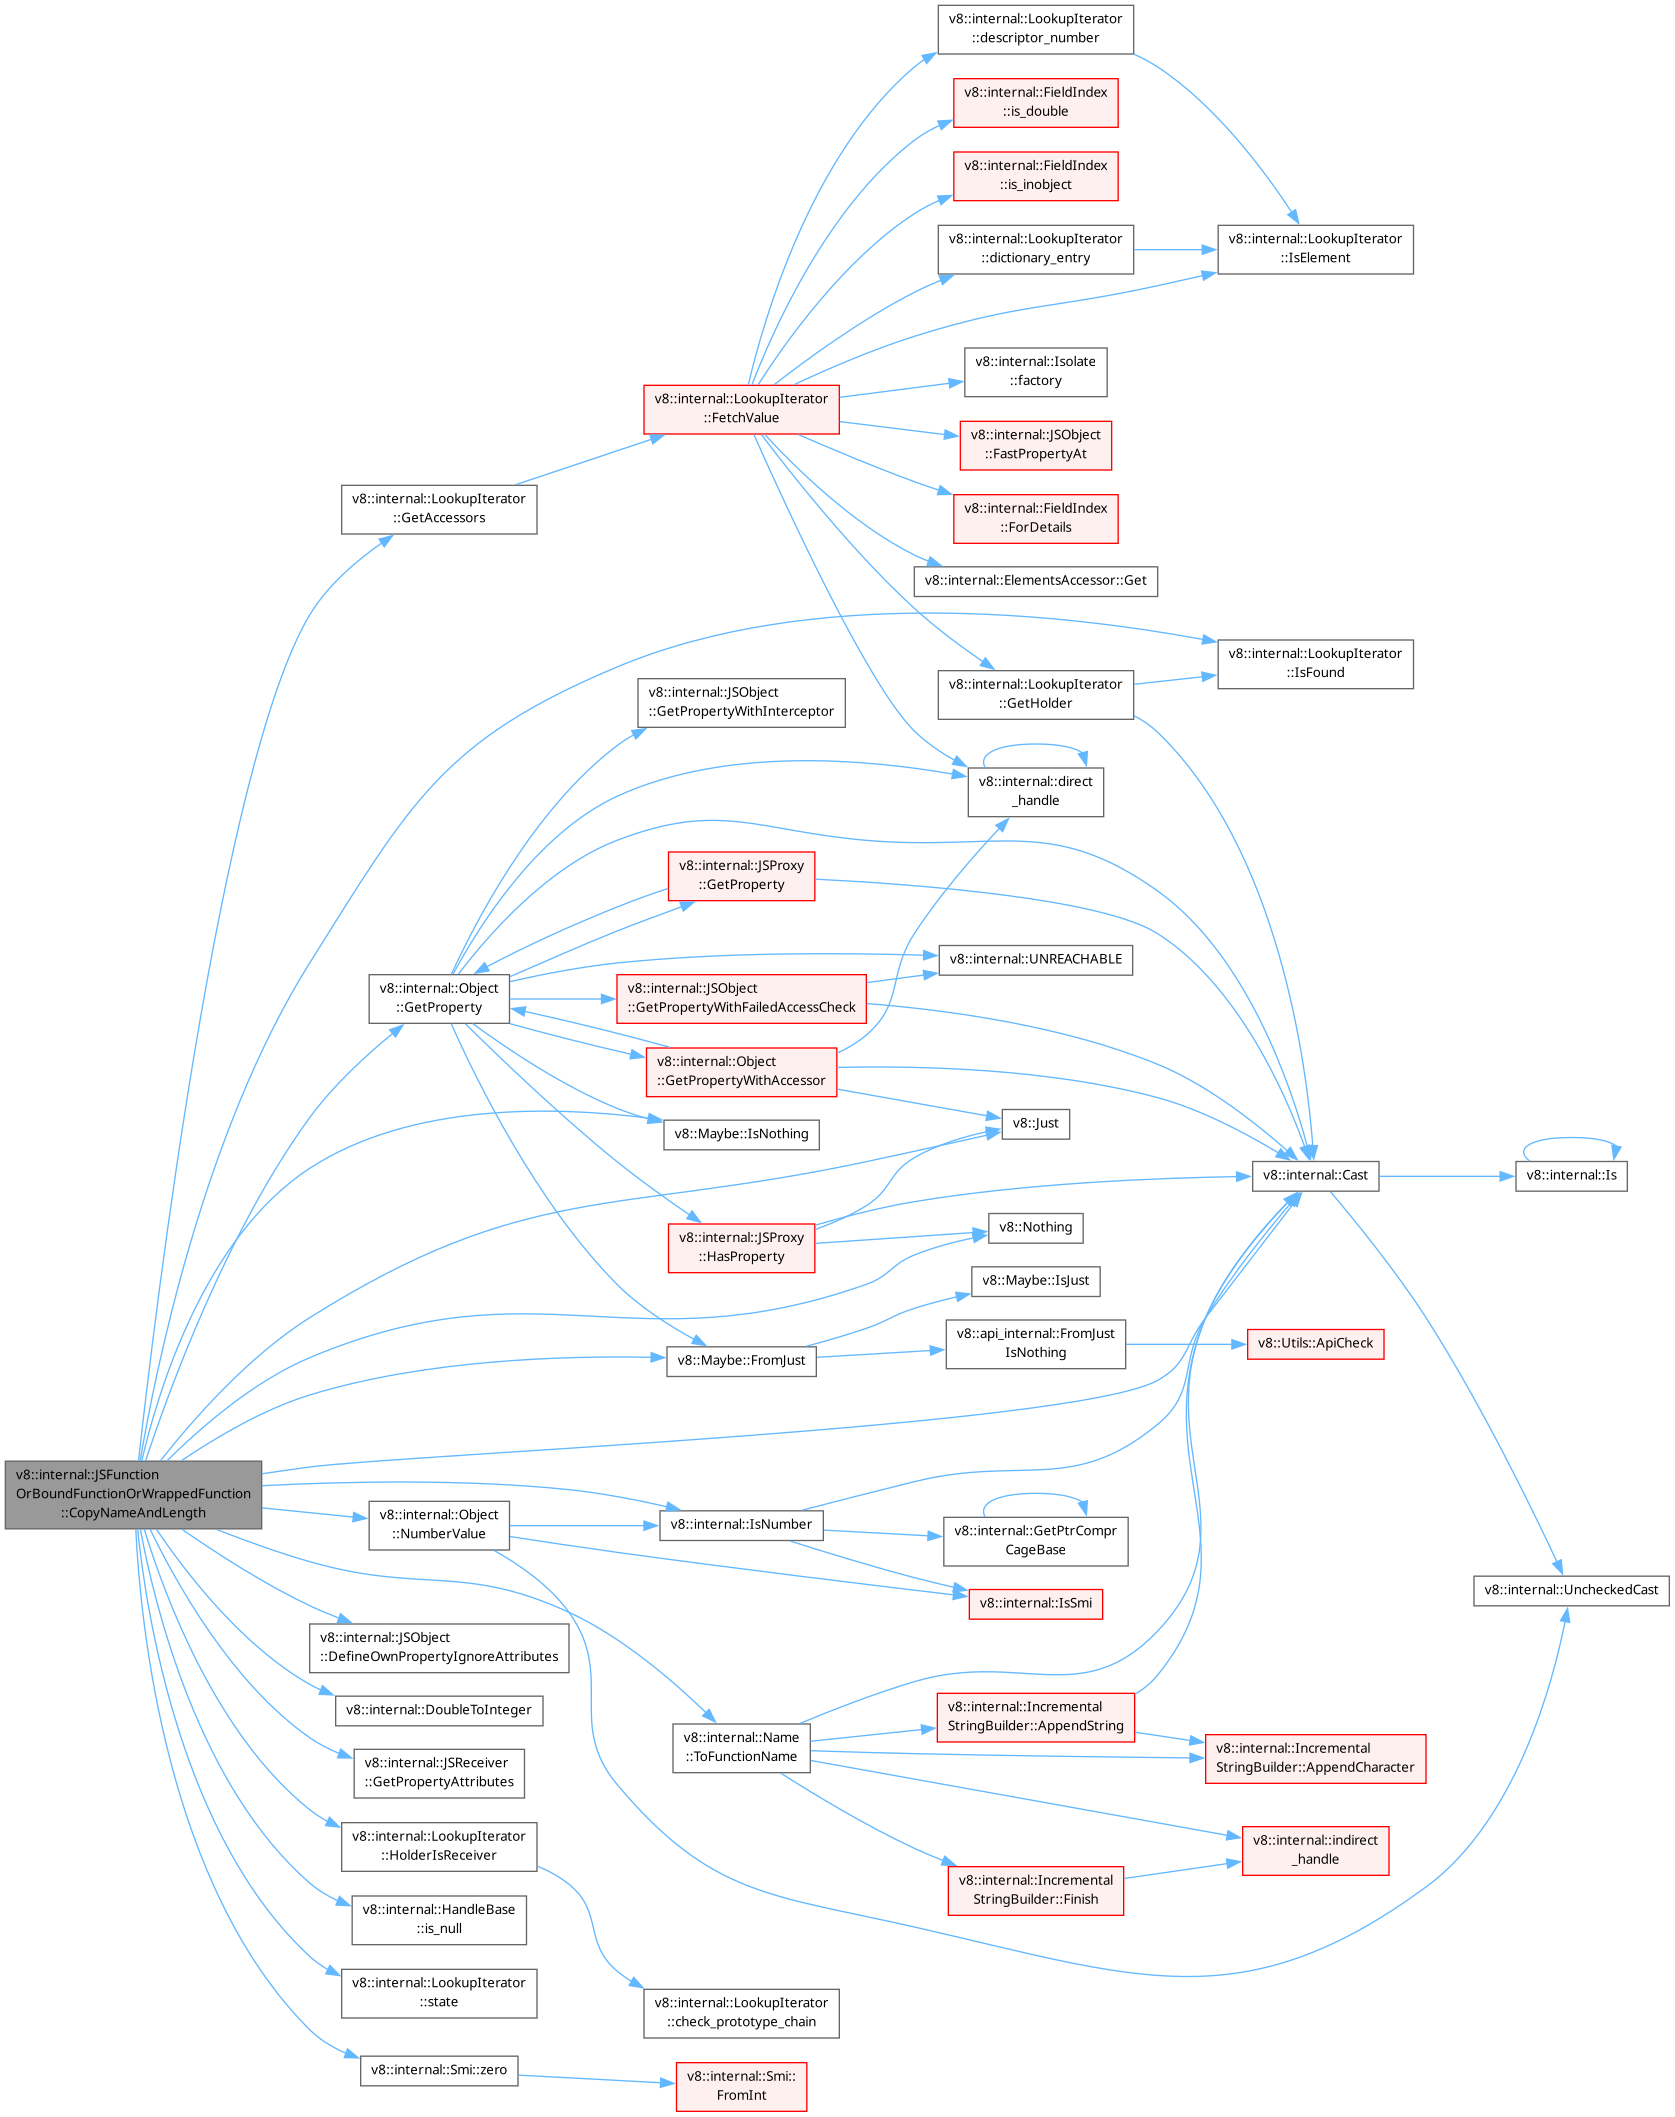 v8::internal::LookupIterator
::descriptor_number
v8::internal::FieldIndex
::is_double
v8::internal::FieldIndex
::is_inobject
v8::internal::LookupIterator
::dictionary_entry
v8::internal::LookupIterator
::IsElement
v8::internal::Isolate
::factory
v8::internal::LookupIterator
::FetchValue
v8::internal::JSObject
::FastPropertyAt
v8::internal::LookupIterator
::GetAccessors
v8::internal::FieldIndex
::ForDetails
v8::internal::ElementsAccessor::Get
v8::internal::LookupIterator
::IsFound
v8::internal::JSObject
::GetPropertyWithInterceptor
v8::internal::LookupIterator
::GetHolder
v8::internal::direct
_handle
v8::internal::JSProxy
::GetProperty
v8::internal::UNREACHABLE
v8::internal::Object
::GetProperty
v8::internal::JSObject
::GetPropertyWithFailedAccessCheck
v8::internal::Object
::GetPropertyWithAccessor
v8::Just
v8::Maybe::IsNothing
v8::internal::Cast
v8::internal::Is
v8::internal::JSProxy
::HasProperty
v8::Nothing
v8::Maybe::IsJust
v8::api_internal::FromJust
IsNothing
v8::Utils::ApiCheck
v8::Maybe::FromJust
v8::internal::JSFunction
OrBoundFunctionOrWrappedFunction
::CopyNameAndLength
v8::internal::Object
::NumberValue
v8::internal::IsNumber
v8::internal::GetPtrCompr
CageBase
v8::internal::IsSmi
v8::internal::UncheckedCast
v8::internal::JSObject
::DefineOwnPropertyIgnoreAttributes
v8::internal::DoubleToInteger
v8::internal::Name
::ToFunctionName
v8::internal::Incremental
StringBuilder::AppendString
v8::internal::Incremental
StringBuilder::AppendCharacter
v8::internal::JSReceiver
::GetPropertyAttributes
v8::internal::LookupIterator
::HolderIsReceiver
v8::internal::indirect
_handle
v8::internal::Incremental
StringBuilder::Finish
v8::internal::HandleBase
::is_null
v8::internal::LookupIterator
::state
v8::internal::LookupIterator
::check_prototype_chain
v8::internal::Smi::zero
v8::internal::Smi::
FromInt